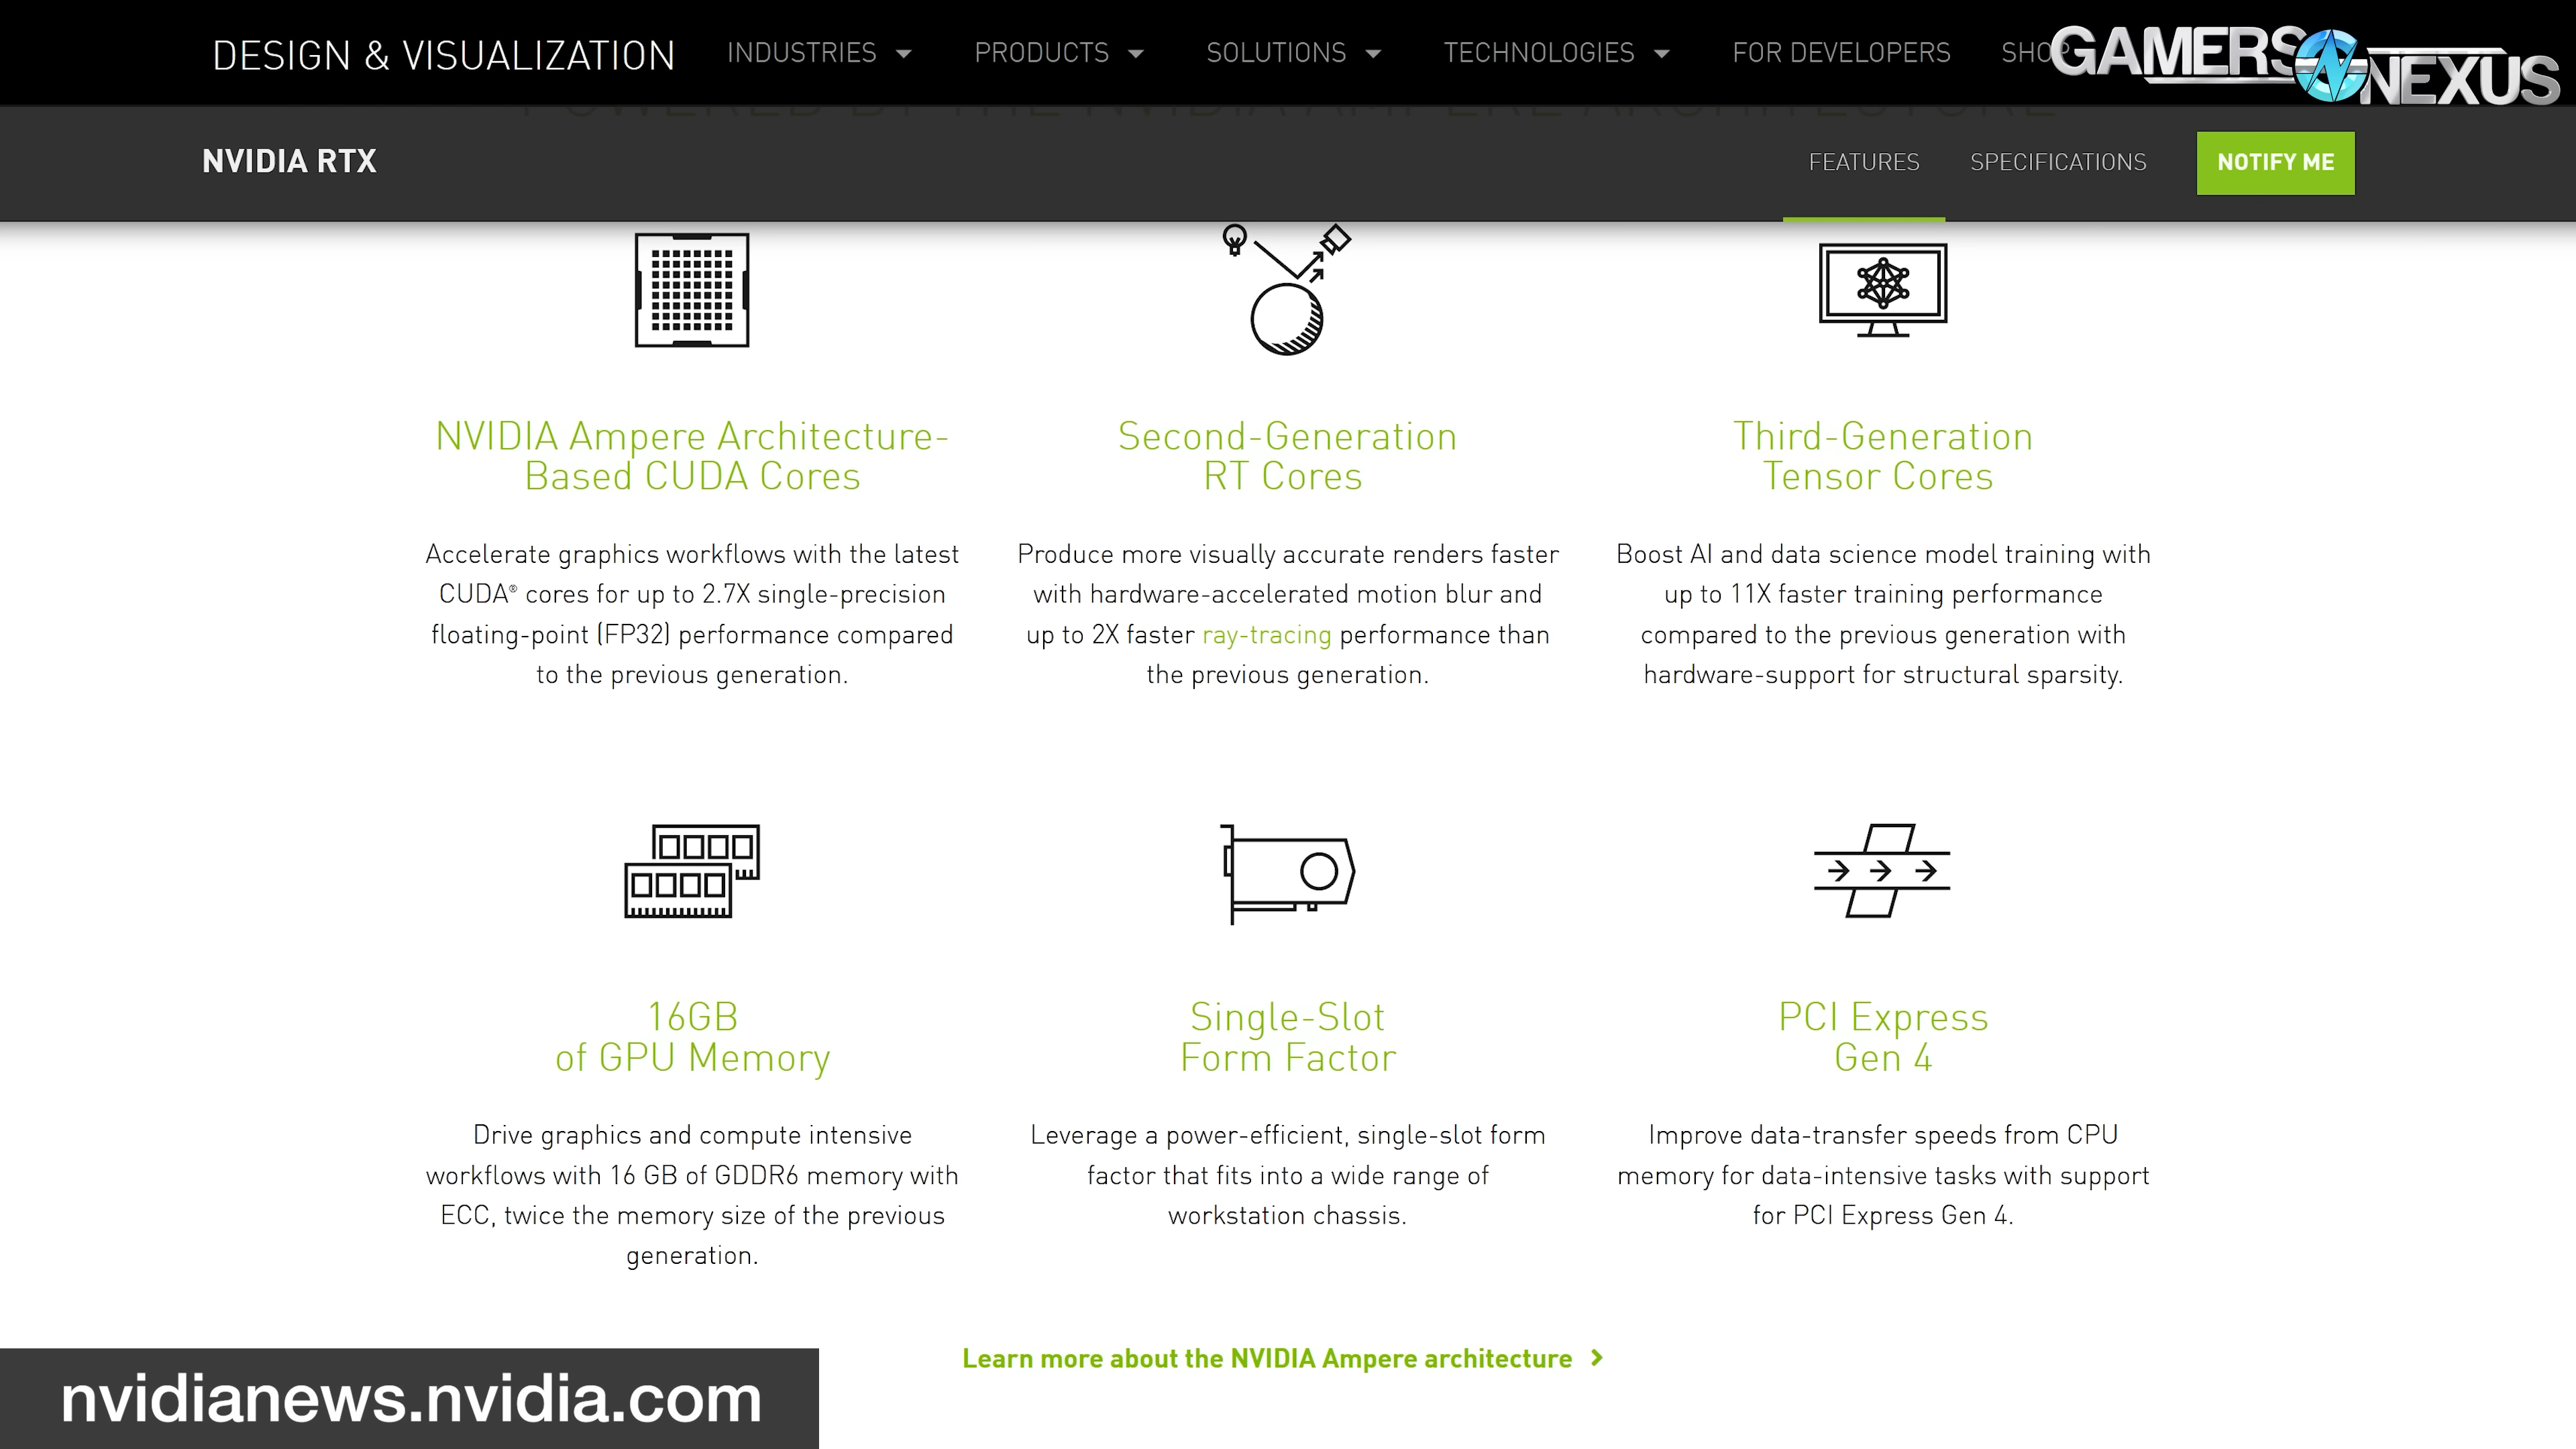 DESIGN & VISUALIZATION INDUSTRIES PRODUCTS SOLUTIONS TECHNOLOGIES FOR DEVELOPERS
GAMERS NEXUS
POWERED BY THE NVIDIA AMPERE ARCHITECTURE
NVIDIA RTX FEATURES SPECIFICATIONS NOTIFY ME
NVIDIA Ampere Architecture-
Based CUDA Cores
Accelerate graphics workflows with the latest
CUDA® cores for up to 2.7X single-precision
floating-point (FP32) performance compared
to the previous generation.
Second-Generation
RT Cores
Produce more visually accurate renders faster
with hardware-accelerated motion blur and
up to 2X faster ray-tracing performance than
the previous generation.
Third-Generation
Tensor Cores
Boost AI and data science model training with
up to 11X faster training performance
compared to the previous generation with
hardware-support for structural sparsity.
16GB
of GPU Memory
Drive graphics and compute intensive
workflows with 16 GB of GDDR6 memory with
ECC, twice the memory size of the previous
generation.
Single-Slot
Form Factor
Leverage a power-efficient, single-slot form
factor that fits into a wide range of
workstation chassis.
PCI Express
Gen 4
Improve data-transfer speeds from CPU
memory for data-intensive tasks with support
for PCI Express Gen 4.
Learn more about the NVIDIA Ampere architecture
nvidianews.nvidia.com